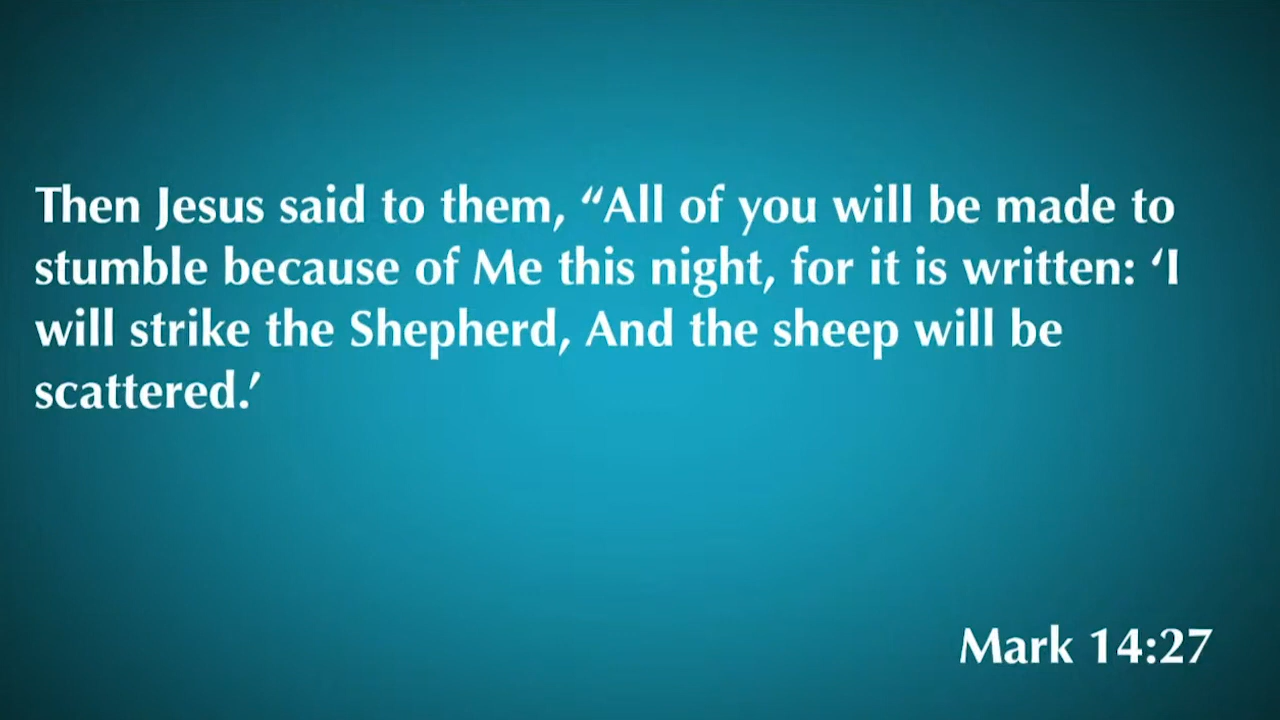 Then Jesus said to them, “All of you will be made to
stumble because of Me this night, for it is written: ‘I
will strike the Shepherd, And the sheep will be
scattered.’
Mark 14:27